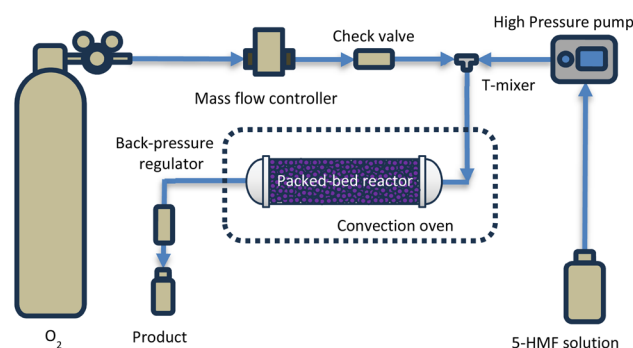 High Pressure pump
Check valve
T-mixer
Mass flow controller
Back-pressure
regulator
Packed-bed reactor
Convection oven
O₂
Product
5-HMF solution